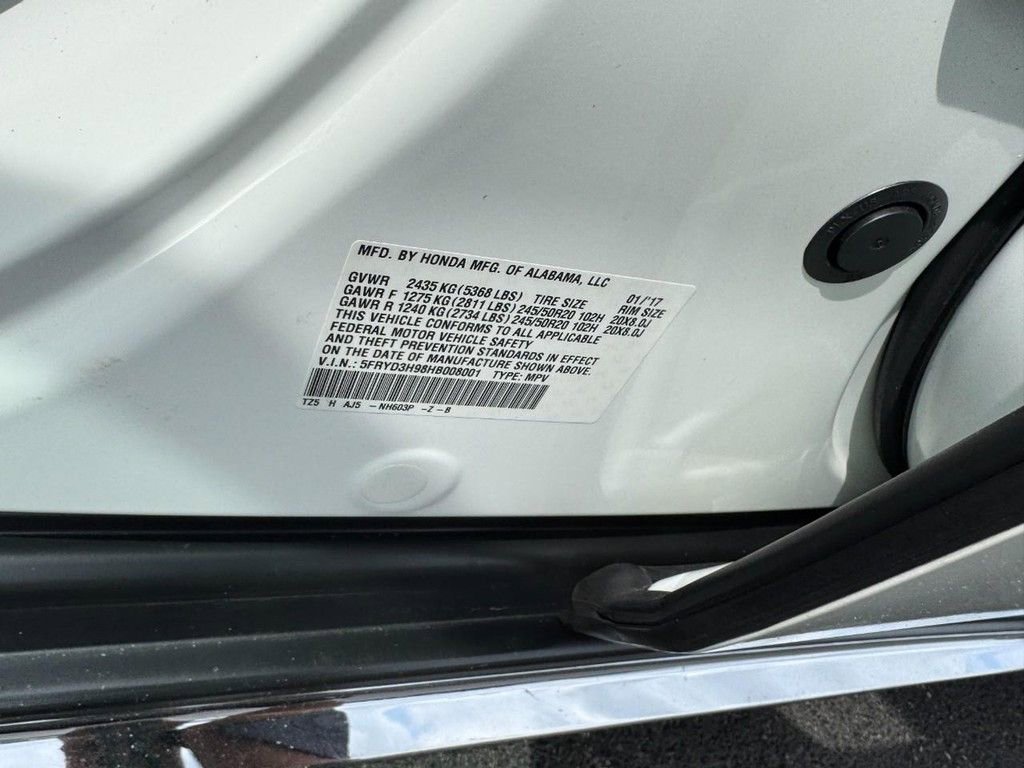 MFD. BY HONDA MFG. OF ALABAMA, LLC
GVWR 2435 KG (5368 LBS) TIRE SIZE 01/'17 RIM SIZE
GAWR F 1275 KG (2811 LBS) 245/50R20 102H 20X8.0J
GAWR R 1240 KG (2734 LBS) 245/50R20 102H 20X8.0J
THIS VEHICLE CONFORMS TO ALL APPLICABLE
FEDERAL MOTOR VEHICLE SAFETY
AND THEFT PREVENTION STANDARDS IN EFFECT
ON THE DATE OF MANUFACTURE SHOWN ABOVE.
V.I.N.: 5FRYD3H98HB008001 TYPE: MPV
TZ5 H AJ5 -NH603P -Z-B